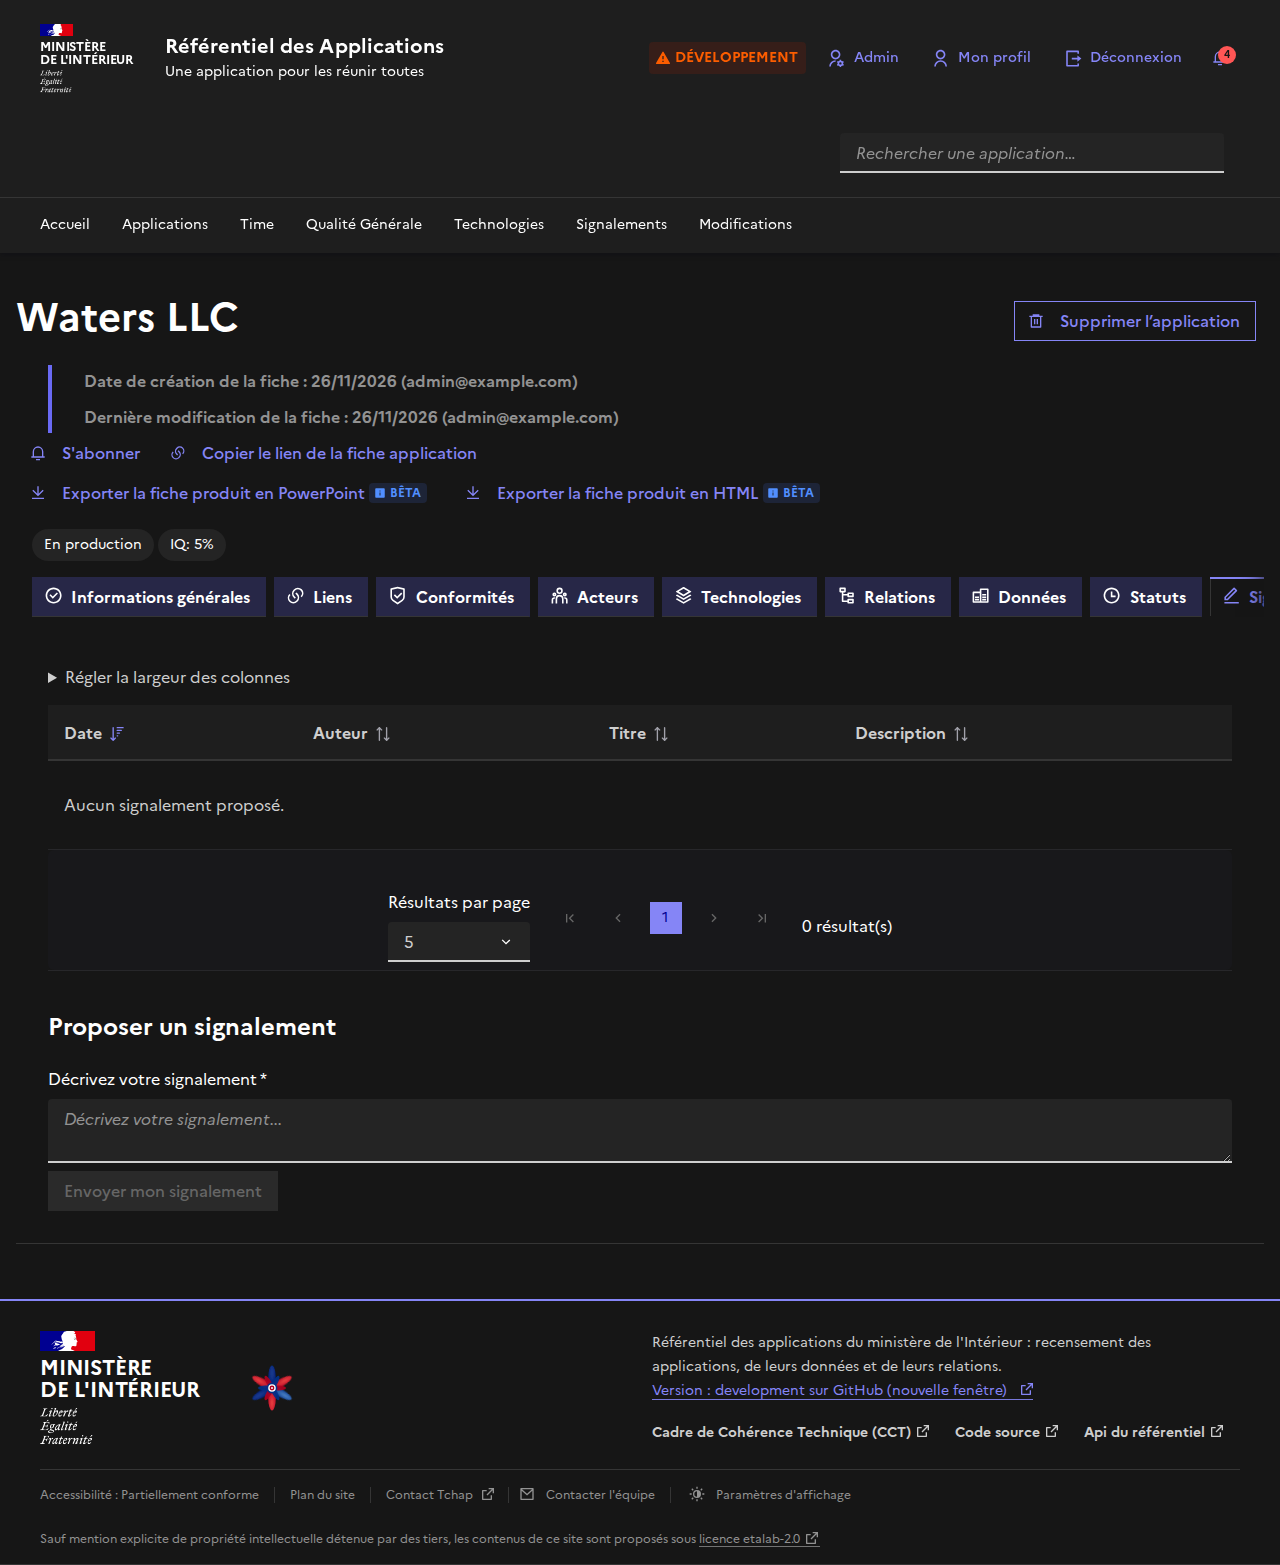 MINISTÈRE
DE L'INTÉRIEUR
Liberté
Égalité
Fraternité
Référentiel des Applications
Une application pour les réunir toutes
DÉVELOPPEMENT
Admin
Mon profil
Déconnexion
4
Rechercher une application...
Accueil
Applications
Time
Qualité Générale
Technologies
Signalements
Modifications
Waters LLC
Supprimer l’application
Date de création de la fiche : 26/11/2026 (admin@example.com)
Dernière modification de la fiche : 26/11/2026 (admin@example.com)
S'abonner
Copier le lien de la fiche application
Exporter la fiche produit en PowerPoint BÊTA
Exporter la fiche produit en HTML BÊTA
En production
IQ: 5%
Informations générales
Liens
Conformités
Acteurs
Technologies
Relations
Données
Statuts
Régler la largeur des colonnes
Date
Auteur
Titre
Description
Aucun signalement proposé.
Résultats par page
5
1
0 résultat(s)
Proposer un signalement
Décrivez votre signalement *
Décrivez votre signalement...
Envoyer mon signalement
MINISTÈRE
DE L'INTÉRIEUR
Liberté
Égalité
Fraternité
Référentiel des applications du ministère de l'Intérieur : recensement des
applications, de leurs données et de leurs relations.
Version : development sur GitHub (nouvelle fenêtre)
Cadre de Cohérence Technique (CCT)
Code source
Api du référentiel
Accessibilité : Partiellement conforme
Plan du site
Contact Tchap
Contacter l'équipe
Paramètres d'affichage
Sauf mention explicite de propriété intellectuelle détenue par des tiers, les contenus de ce site sont proposés sous licence etalab-2.0